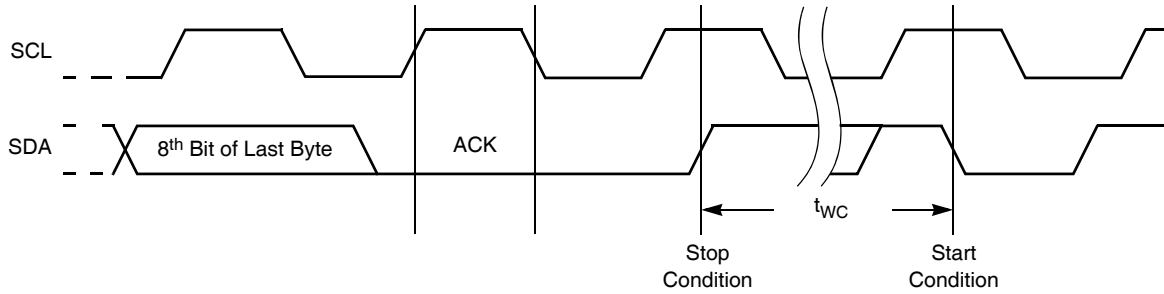 SCL
SDA
8th Bit of Last Byte
ACK
tWC
Stop
Condition
Start
Condition